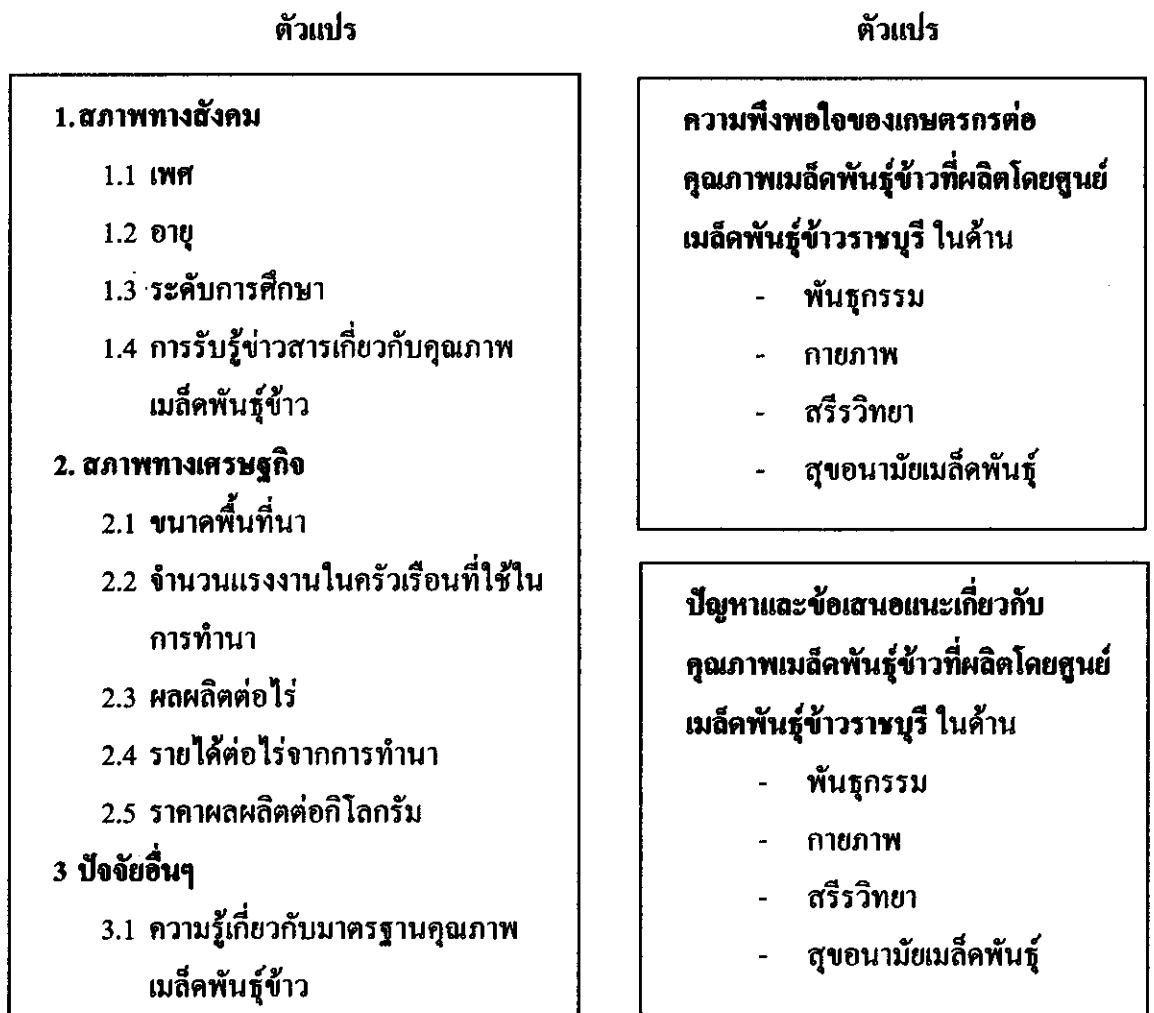 ตัวแปร
1. สภาพทางสังคม
1.1 เพศ
1.2 อายุ
1.3 ระดับการศึกษา
1.4 การรับรู้ข่าวสารเกี่ยวกับคุณภาพ
เมล็ดพันธุ์ข้าว
2. สภาพทางเศรษฐกิจ
2.1 ขนาดพื้นที่นา
2.2 จำนวนแรงงานในครัวเรือนที่ใช้ใน
การทำนา
2.3 ผลผลิตต่อไร่
2.4 รายได้ต่อไร่จากการทำนา
2.5 ราคาผลผลิตต่อกิโลกรัม
3 ปัจจัยอื่นๆ
3.1 ความรู้เกี่ยวกับมาตรฐานคุณภาพ
เมล็ดพันธุ์ข้าว
ตัวแปร
ความพึงพอใจของเกษตรกรต่อ
คุณภาพเมล็ดพันธุ์ข้าวที่ผลิตโดยศูนย์
เมล็ดพันธุ์ข้าวราชบุรี ในด้าน
- พันธุกรรม
- กายภาพ
- สรีรวิทยา
- สุขอนามัยเมล็ดพันธุ์
ปัญหาและข้อเสนอแนะเกี่ยวกับ
คุณภาพเมล็ดพันธุ์ข้าวที่ผลิตโดยศูนย์
เมล็ดพันธุ์ข้าวราชบุรี ในด้าน
- พันธุกรรม
- กายภาพ
- สรีรวิทยา
- สุขอนามัยเมล็ดพันธุ์